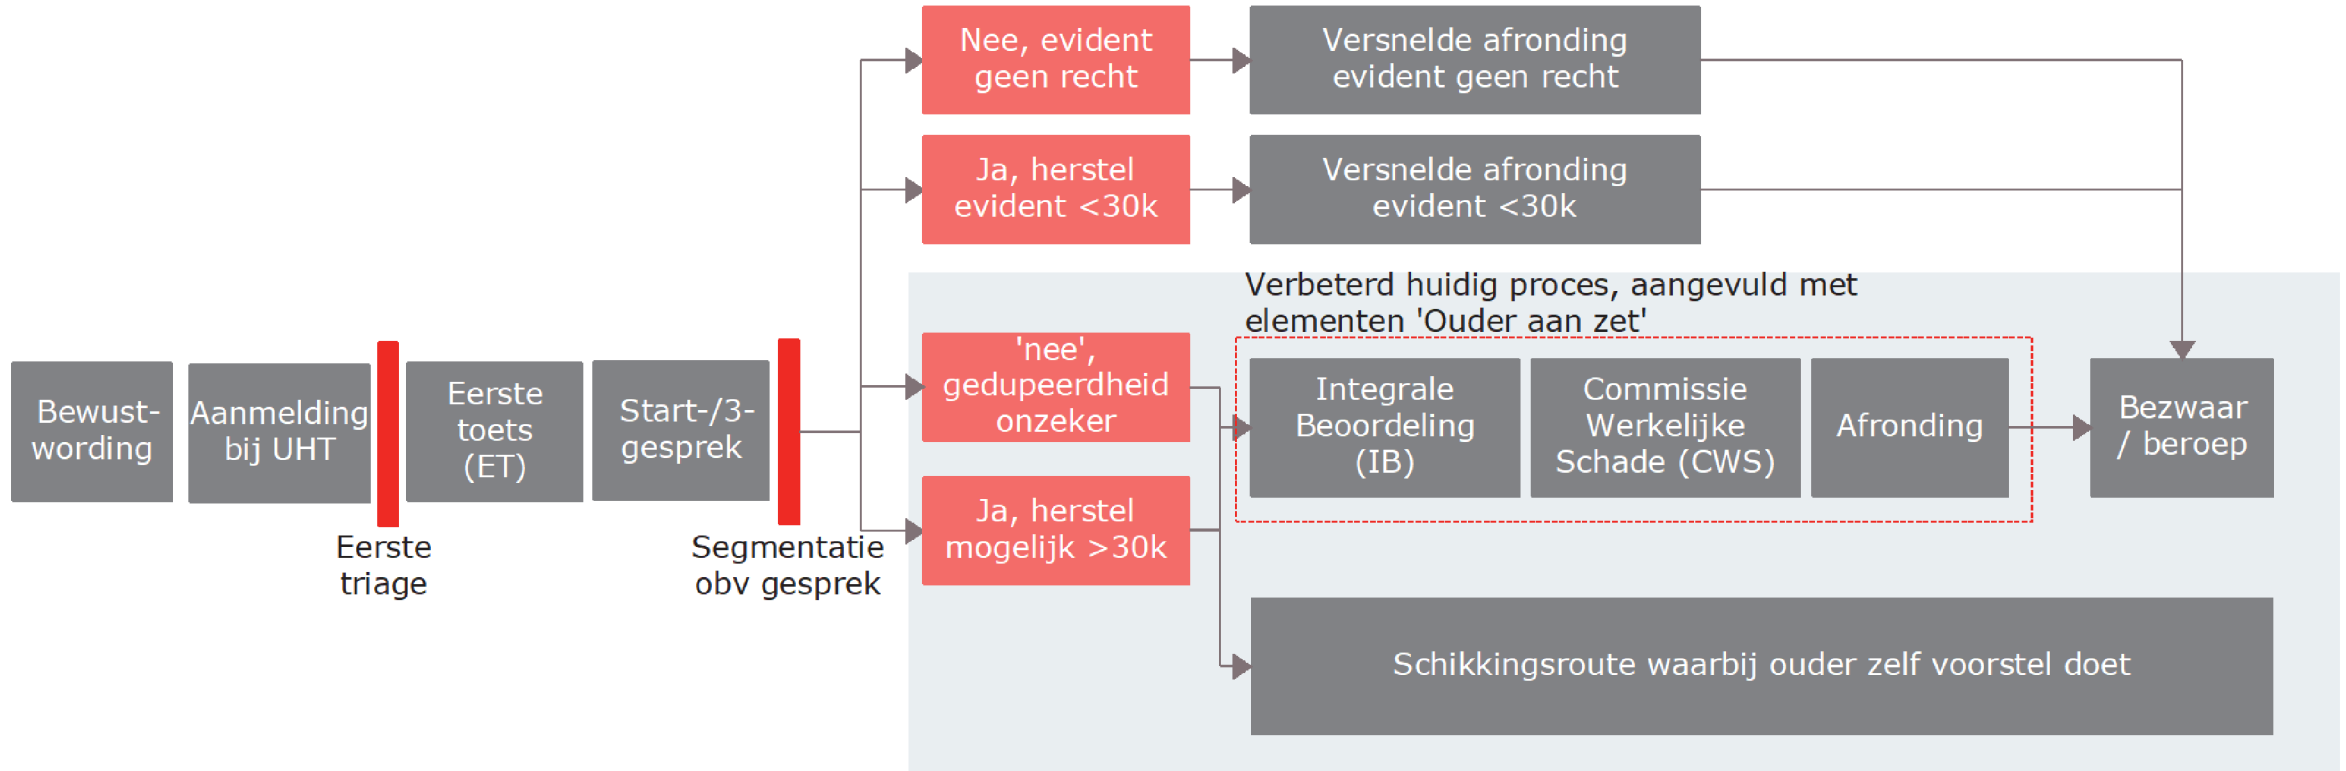 Nee, evident
geen recht
Versnelde afronding
evident geen recht
Ja, herstel
evident <30k
Versnelde afronding
evident <30k
Verbeterd huidig proces, aangevuld met
elementen 'Ouder aan zet'
Bewust-
wording
Aanmelding
bij UHT
Eerste
triage
Eerste
toets
(ET)
Start-/3-
gesprek
Segmentatie
obv gesprek
'nee',
gedupeerdheid
onzeker
Ja, herstel
mogelijk >30k
Integrale
Beoordeling
(IB)
Commissie
Werkelijke
Schade (CWS)
Afronding
Bezwaar
/ beroep
Schikkingsroute waarbij ouder zelf voorstel doet